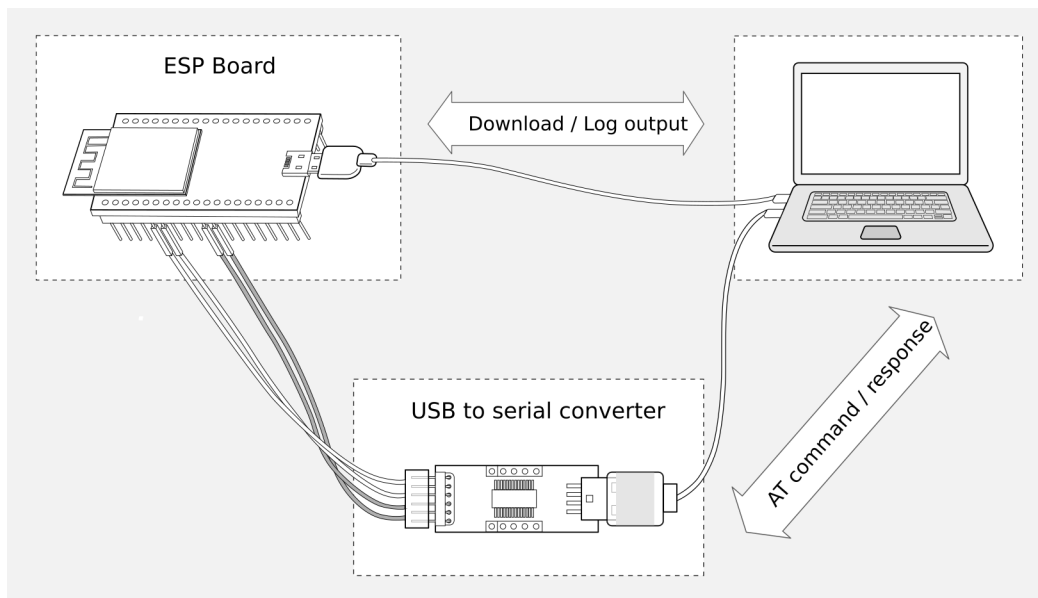 ESP Board
Download / Log output
USB to serial converter
AT command / response